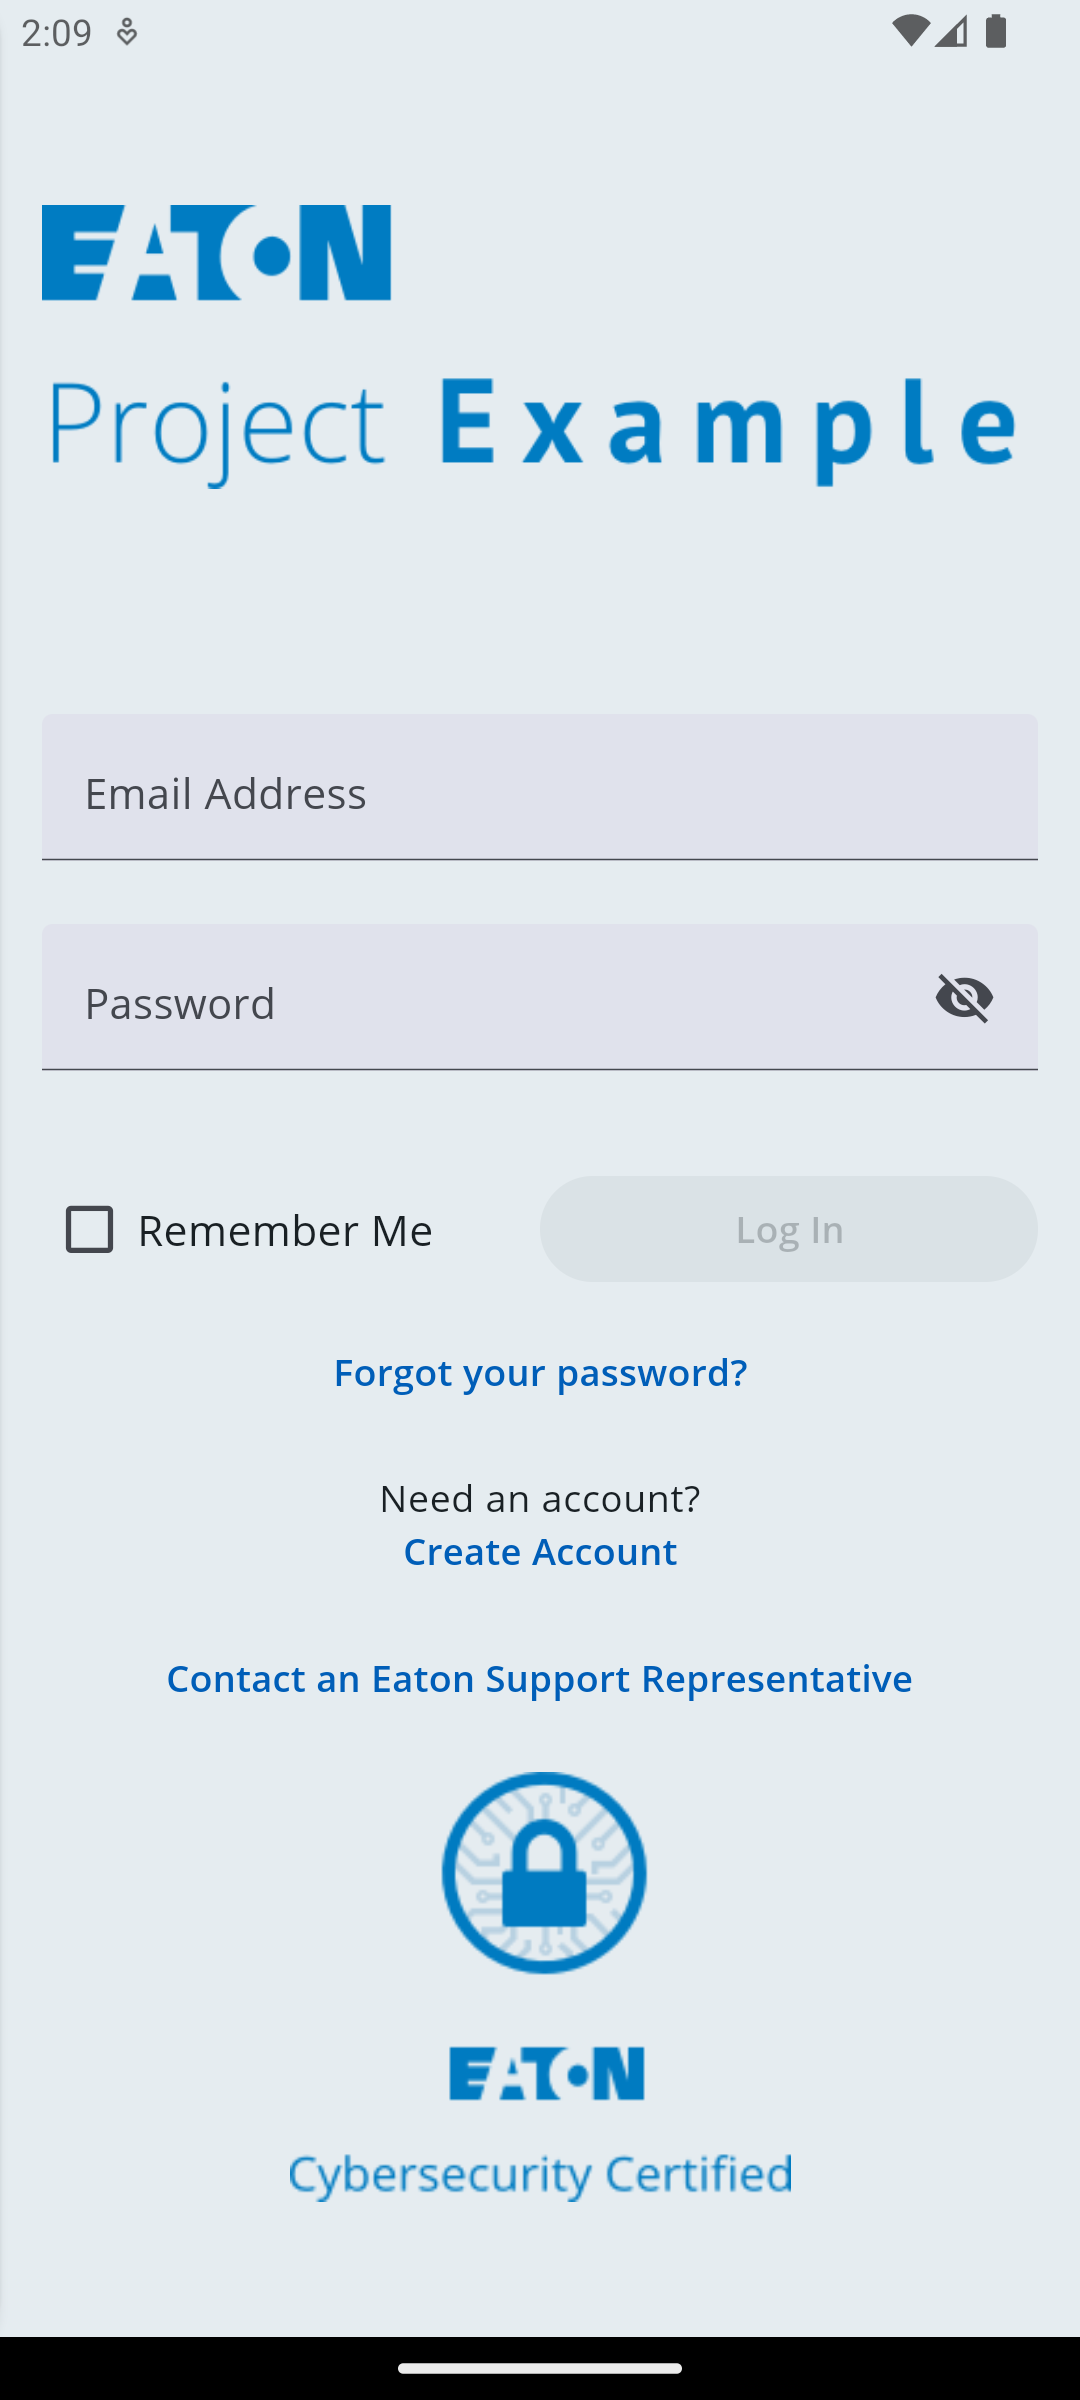 2:09
EATON
Project Example
Email Address
Password
Remember Me
Log In
Forgot your password?
Need an account?
Create Account
Contact an Eaton Support Representative
EATON
Cybersecurity Certified